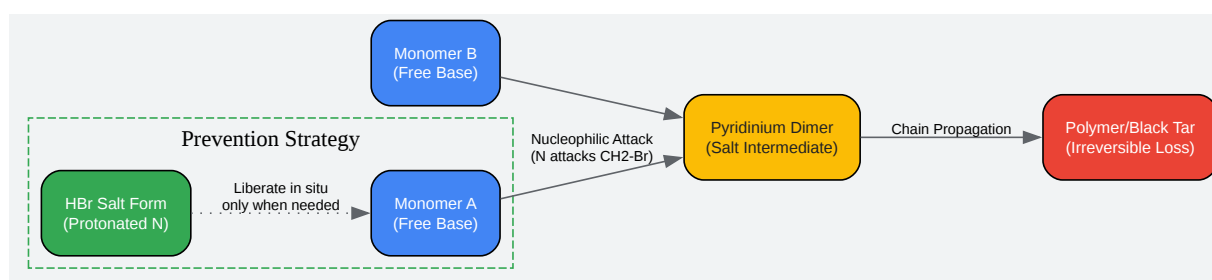 Monomer B
(Free Base)
Prevention Strategy
HBr Salt Form
(Protonated N)
Liberate in situ
only when needed
Monomer A
(Free Base)
Nucleophilic Attack
(N attacks CH2-Br)
Pyridinium Dimer
(Salt Intermediate)
Chain Propagation
Polymer/Black Tar
(Irreversible Loss)